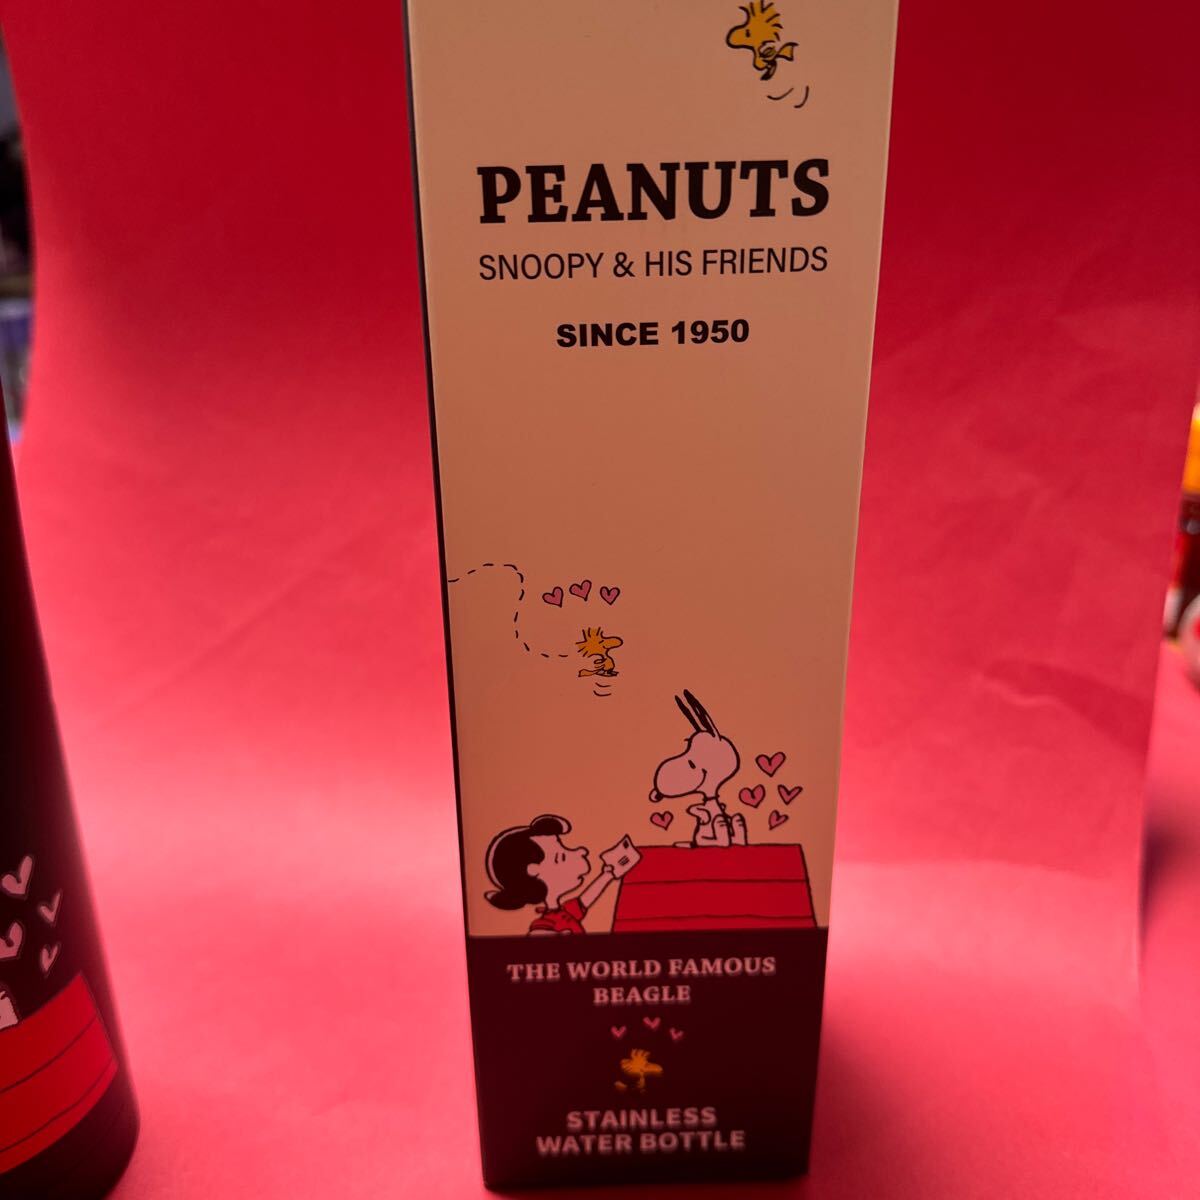 PEANUTS
SNOOPY & HIS FRIENDS
SINCE 1950
THE WORLD FAMOUS
BEAGLE
STAINLESS
WATER BOTTLE